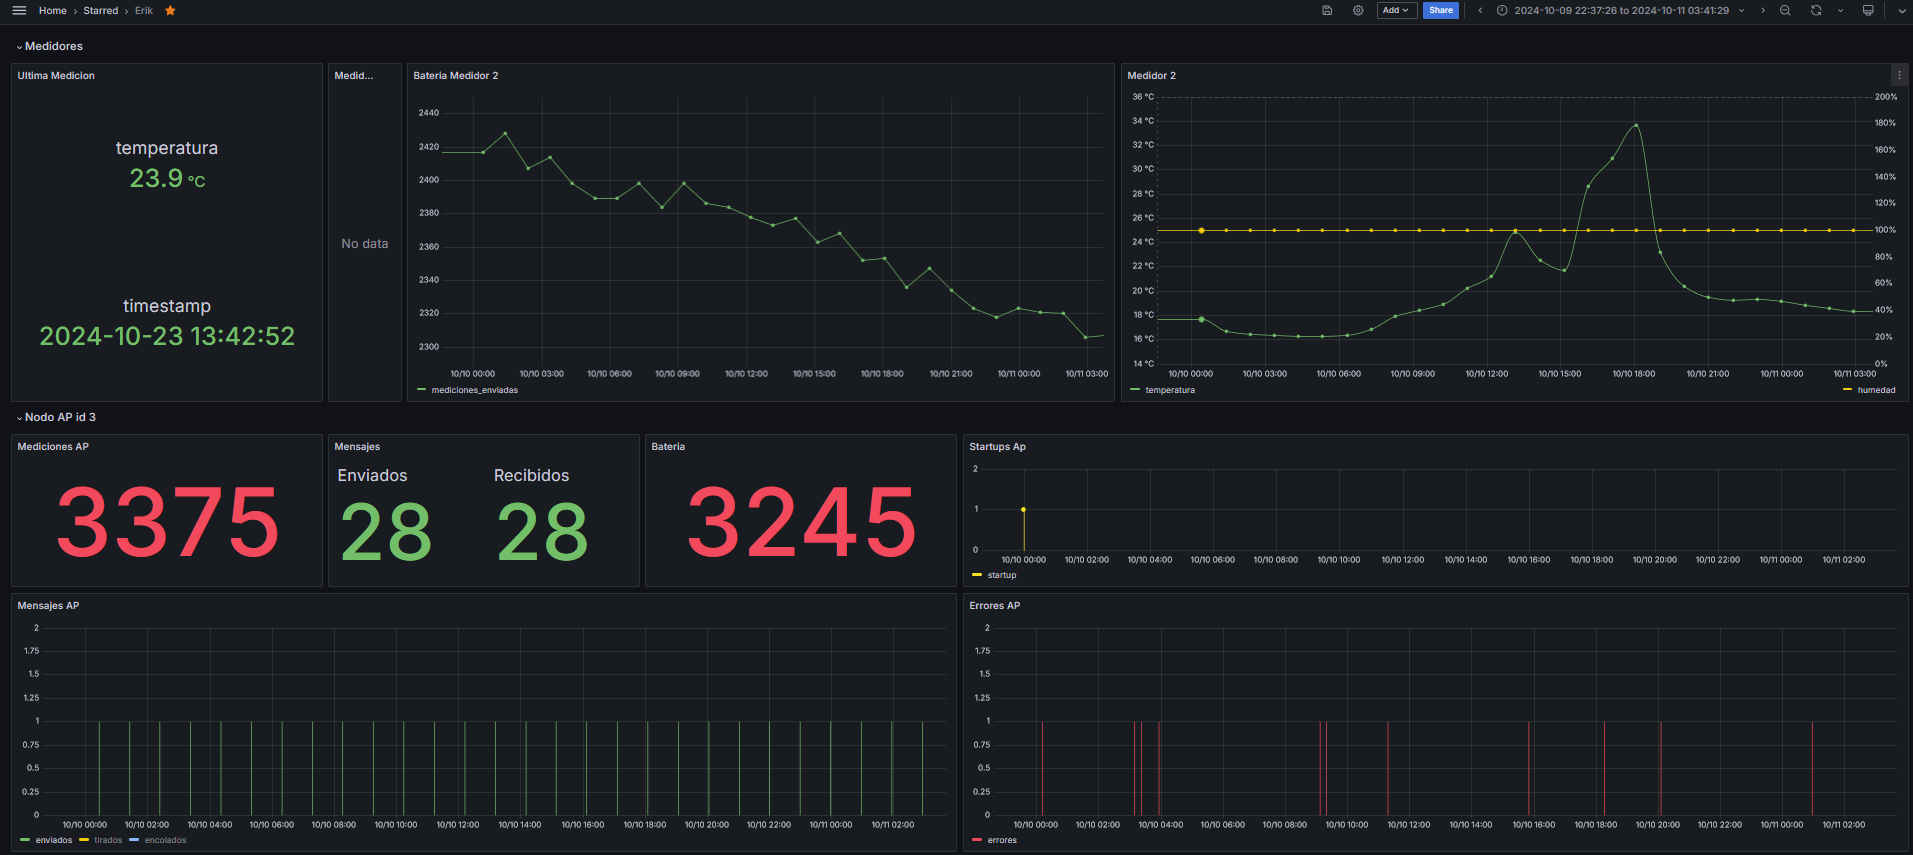 Home › Starred › Erik
Add
Share
2024-10-09 22:37:26 to 2024-10-11 03:41:29
Medidores
Ultima Medicion
temperatura
23.9 °C
timestamp
2024-10-23 13:42:52
Medid...
No data
Bateria Medidor 2
2440
2420
2400
2380
2360
2340
2320
2300
10/10 00:00 10/10 03:00 10/10 06:00 10/10 09:00 10/10 12:00 10/10 15:00 10/10 18:00 10/10 21:00 10/11 00:00 10/11 03:00
mediciones_enviadas
Medidor 2
36 °C 200%
34 °C 180%
32 °C 160%
30 °C 140%
28 °C 120%
26 °C 100%
24 °C 80%
22 °C 60%
20 °C 40%
18 °C 20%
16 °C 0%
14 °C
10/10 00:00 10/10 03:00 10/10 06:00 10/10 09:00 10/10 12:00 10/10 15:00 10/10 18:00 10/10 21:00 10/11 00:00 10/11 03:00
temperatura humedad
Nodo AP id 3
Mediciones AP
3375
Mensajes
Enviados Recibidos
28 28
Bateria
3245
Startups Ap
2
1
0
10/10 00:00 10/10 02:00 10/10 04:00 10/10 06:00 10/10 08:00 10/10 10:00 10/10 12:00 10/10 14:00 10/10 16:00 10/10 18:00 10/10 20:00 10/10 22:00 10/11 00:00 10/11 02:00
startup
Mensajes AP
2
1.75
1.5
1.25
1
0.75
0.5
0.25
0
10/10 00:00 10/10 02:00 10/10 04:00 10/10 06:00 10/10 08:00 10/10 10:00 10/10 12:00 10/10 14:00 10/10 16:00 10/10 18:00 10/10 20:00 10/10 22:00 10/11 00:00 10/11 02:00
enviados tirados encolados
Errores AP
2
1.75
1.5
1.25
1
0.75
0.5
0.25
0
10/10 00:00 10/10 02:00 10/10 04:00 10/10 06:00 10/10 08:00 10/10 10:00 10/10 12:00 10/10 14:00 10/10 16:00 10/10 18:00 10/10 20:00 10/10 22:00 10/11 00:00 10/11 02:00
errores